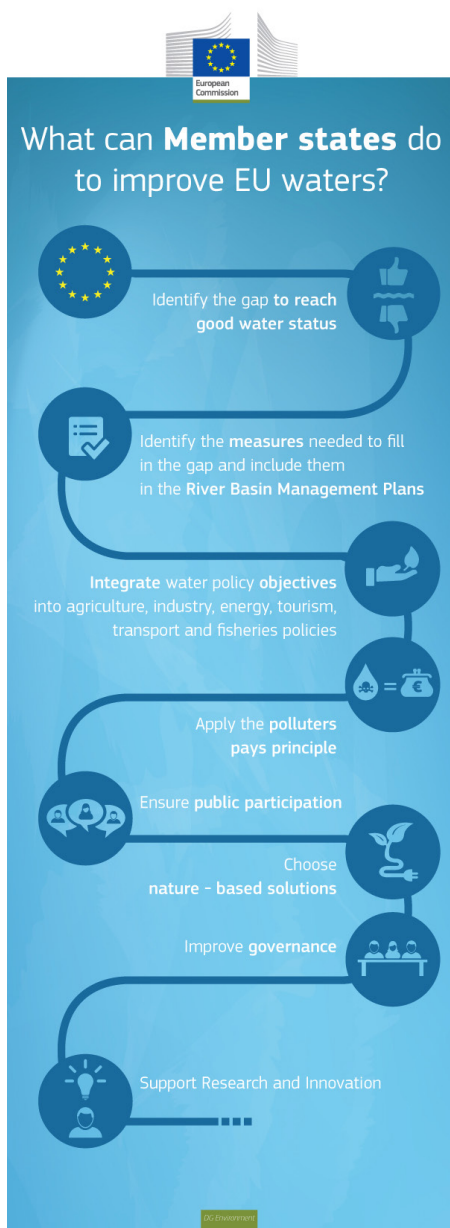 European
Commission
What can Member states do
to improve EU waters?
Identify the gap to reach
good water status
Identify the measures needed to fill
in the gap and include them
in the River Basin Management Plans
Integrate water policy objectives
into agriculture, industry, energy, tourism,
transport and fisheries policies
= €
Apply the polluters
pays principle
Ensure public participation
Choose
nature - based solutions
Improve governance
Support Research and Innovation
DG Environment